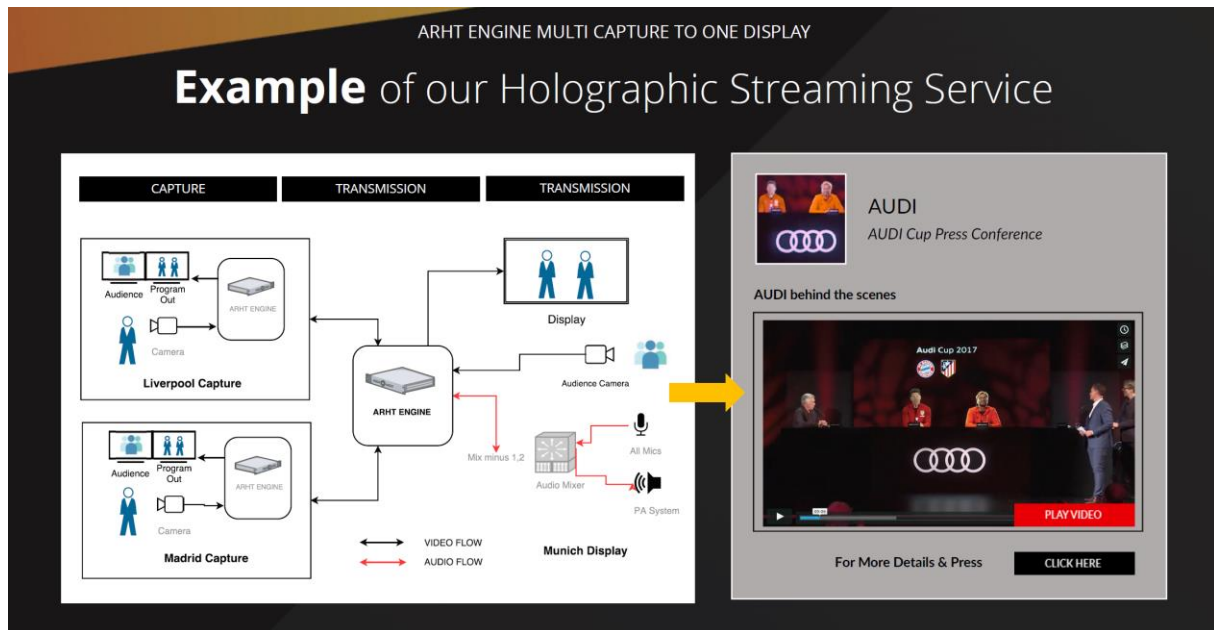 ARHT ENGINE MULTI CAPTURE TO ONE DISPLAY
Example of our Holographic Streaming Service
CAPTURE
TRANSMISSION
TRANSMISSION
Audience
Program
Out
ARHT ENGINE
Camera
Liverpool Capture
Audience
Program
Out
ARHT ENGINE
Camera
Madrid Capture
ARHT ENGINE
Display
Audience Camera
Mix minus 1,2
Audio Mixer
All Mics
PA System
VIDEO FLOW
AUDIO FLOW
Munich Display
AUDI
AUDI Cup Press Conference
AUDI behind the scenes
Audi Cup 2017
PLAY VIDEO
For More Details & Press
CLICK HERE